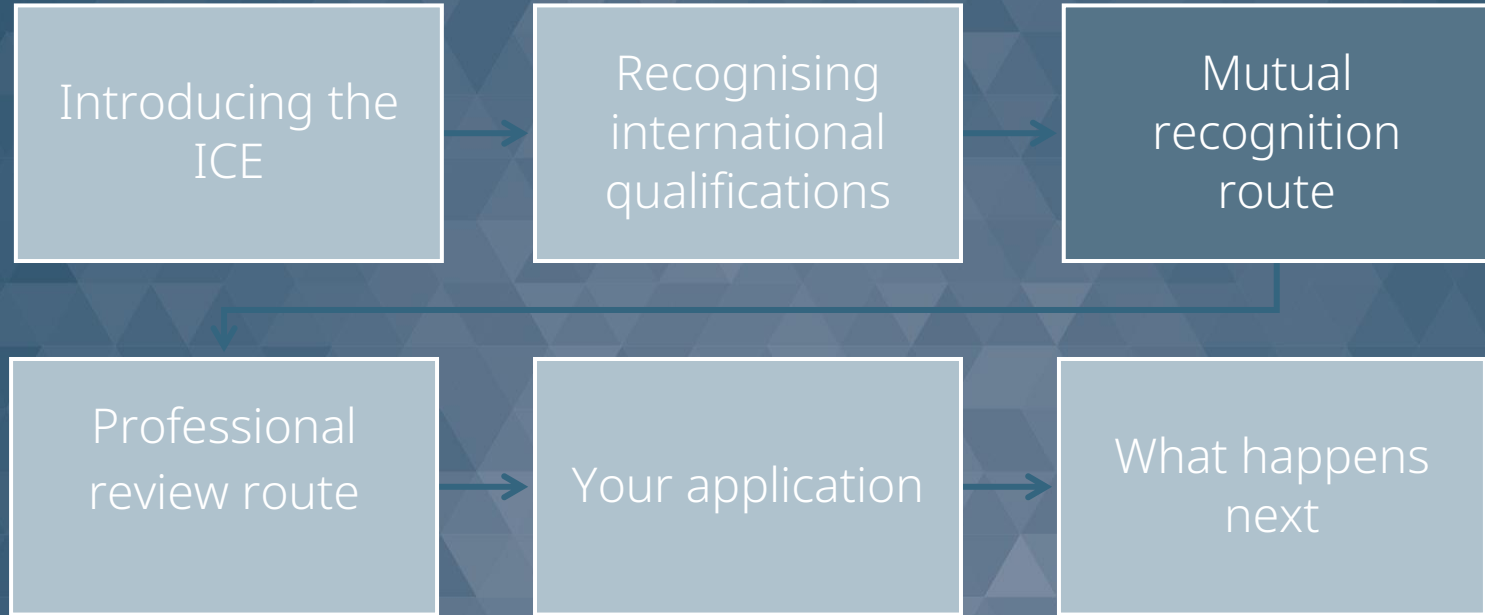 Introducing the
ICE
Recognising
international
qualifications
Mutual
recognition
route
Professional
review route
Your application
What happens
next